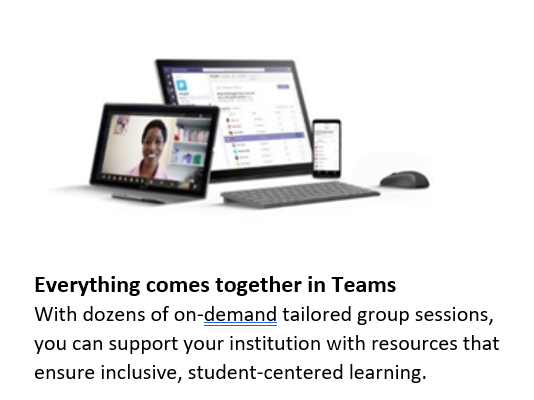 Everything comes together in Teams
With dozens of on-demand tailored group sessions,
you can support your institution with resources that
ensure inclusive, student-centered learning.